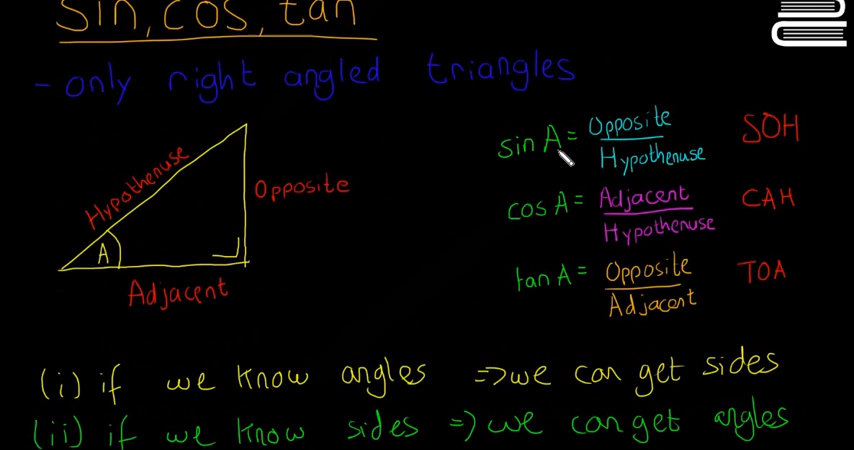 Sin, cos, tan
- only right angled triangles
Hypothenuse
Opposite
A
Adjacent
sin A = Opposite / Hypothenuse SOH
cos A = Adjacent / Hypothenuse CAH
tan A = Opposite / Adjacent TOA
(i) if we know angles => we can get sides
(ii) if we know sides => we can get angles